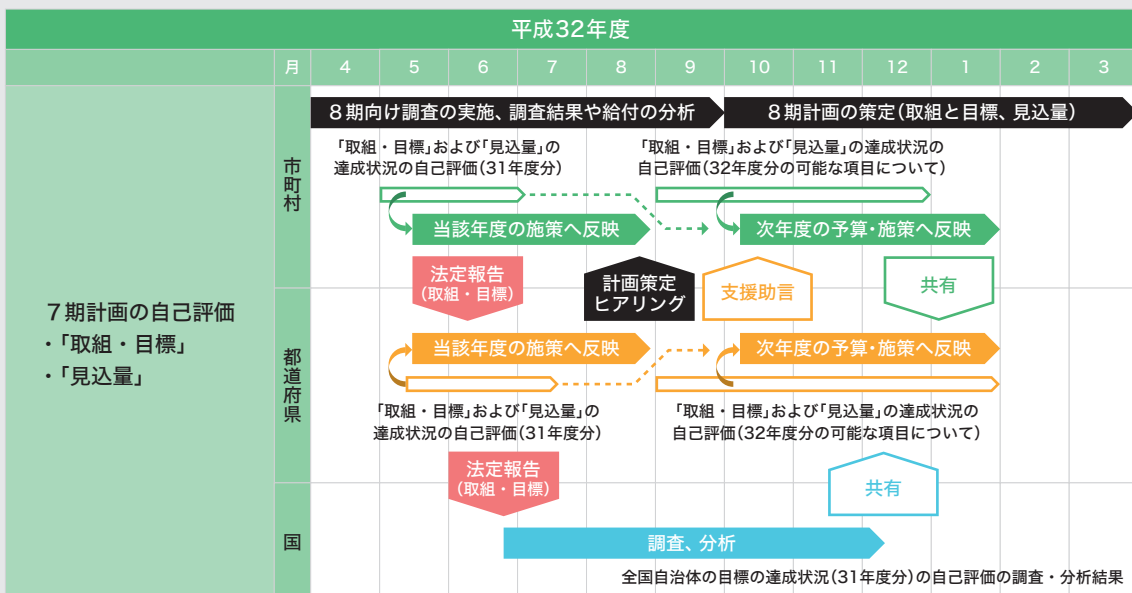 平成32年度
月 4 5 6 7 8 9 10 11 12 1 2 3
7期計画の自己評価
・「取組・目標」
・「見込量」
市町村
8期向け調査の実施、調査結果や給付の分析
8期計画の策定(取組と目標、見込量)
「取組・目標」および「見込量」の
達成状況の自己評価(31年度分)
「取組・目標」および「見込量」の達成状況の
自己評価(32年度分の可能な項目について)
当該年度の施策へ反映
次年度の予算・施策へ反映
法定報告
(取組・目標)
計画策定
ヒアリング
支援助言
共有
都道府県
当該年度の施策へ反映
次年度の予算・施策へ反映
「取組・目標」および「見込量」の
達成状況の自己評価(31年度分)
「取組・目標」および「見込量」の達成状況の
自己評価(32年度分の可能な項目について)
法定報告
(取組・目標)
共有
国
調査、分析
全国自治体の目標の達成状況(31年度分)の自己評価の調査・分析結果